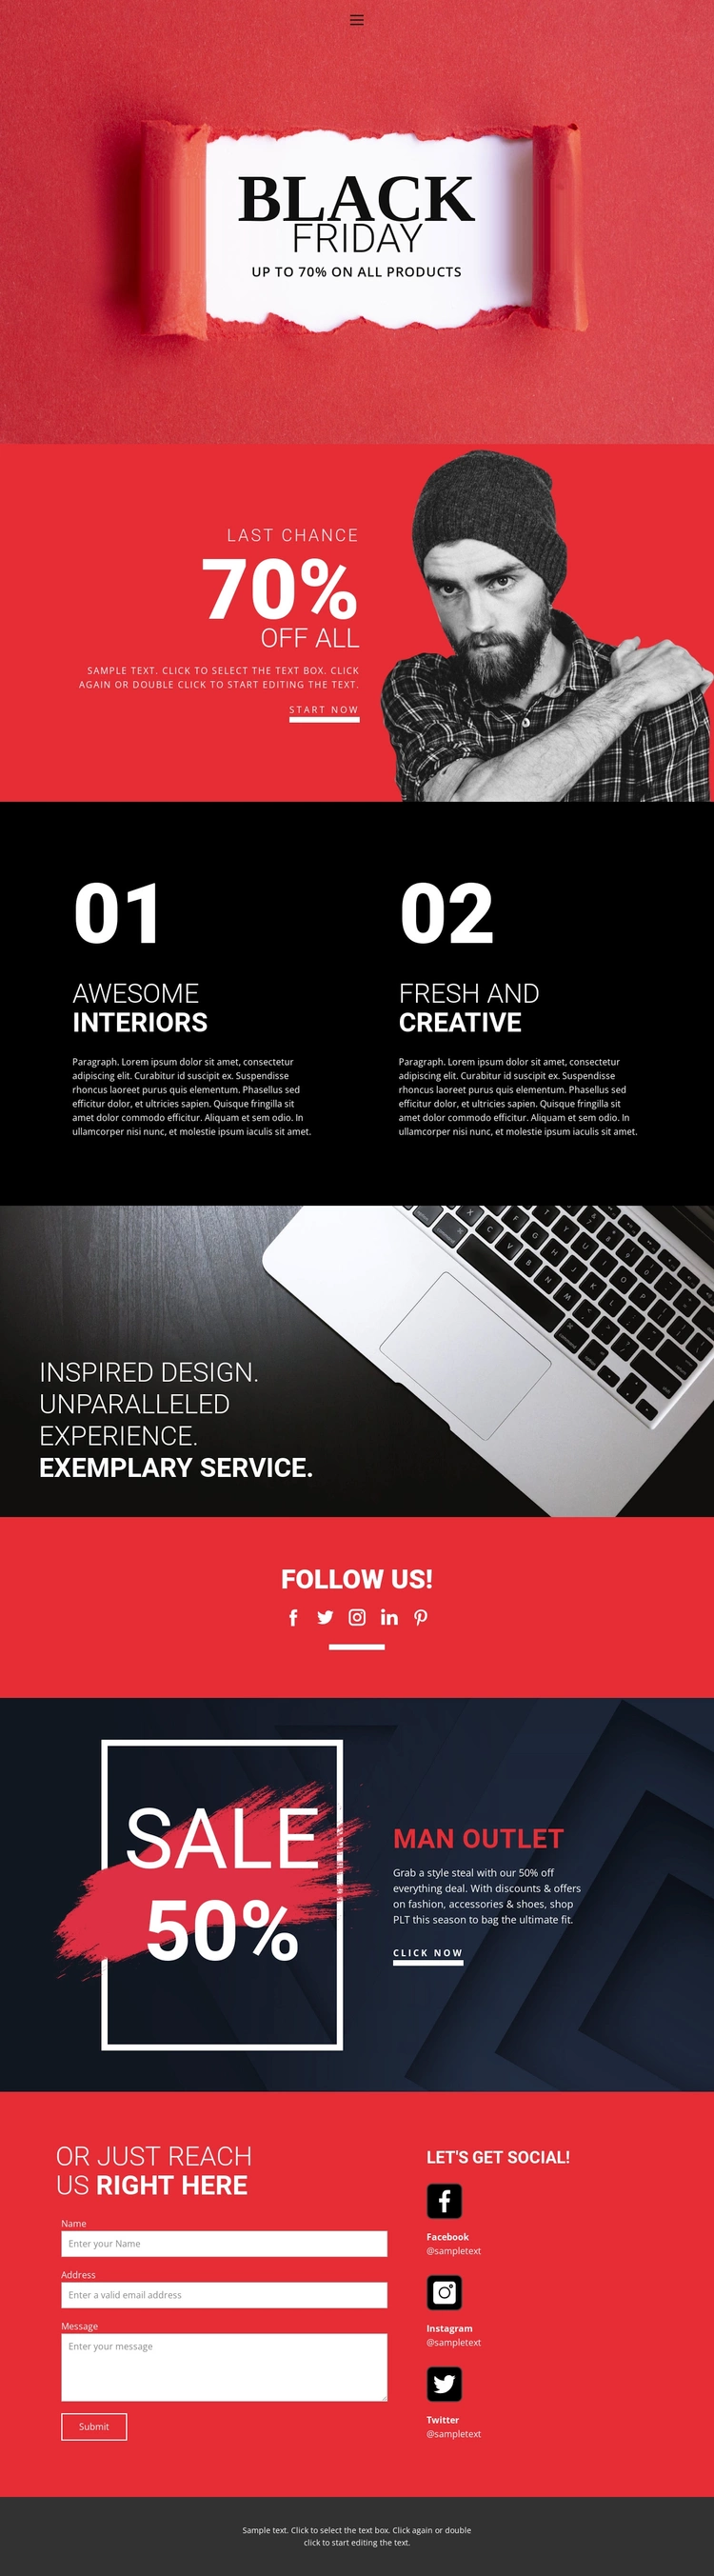 BLACK
FRIDAY
UP TO 70% ON ALL PRODUCTS
LAST CHANCE
70%
OFF ALL
SAMPLE TEXT. CLICK TO SELECT THE TEXT BOX. CLICK
AGAIN OR DOUBLE CLICK TO START EDITING THE TEXT.
START NOW
01
AWESOME
INTERIORS
Paragraph. Lorem ipsum dolor sit amet, consectetur
adipiscing elit. Curabitur id suscipit ex. Suspendisse
rhoncus laoreet purus quis elementum. Phasellus sed
efficitur dolor, et ultricies sapien. Quisque fringilla sit
amet dolor commodo efficitur. Aliquam et sem odio. In
ullamcorper nisi nunc, et molestie ipsum iaculis sit amet.
02
FRESH AND
CREATIVE
Paragraph. Lorem ipsum dolor sit amet, consectetur
adipiscing elit. Curabitur id suscipit ex. Suspendisse
rhoncus laoreet purus quis elementum. Phasellus sed
efficitur dolor, et ultricies sapien. Quisque fringilla sit
amet dolor commodo efficitur. Aliquam et sem odio. In
ullamcorper nisi nunc, et molestie ipsum iaculis sit amet.
INSPIRED DESIGN.
UNPARALLELED
EXPERIENCE.
EXEMPLARY SERVICE.
FOLLOW US!
SALE
50%
MAN OUTLET
Grab a style steal with our 50% off
everything deal. With discounts & offers
on fashion, accessories & shoes, shop
PLT this season to bag the ultimate fit.
CLICK NOW
OR JUST REACH
US RIGHT HERE
Name
Enter your Name
Address
Enter a valid email address
Message
Enter your message
Submit
LET'S GET SOCIAL!
Facebook
@sampletext
Instagram
@sampletext
Twitter
@sampletext
Sample text. Click to select the text box. Click again or double
click to start editing the text.